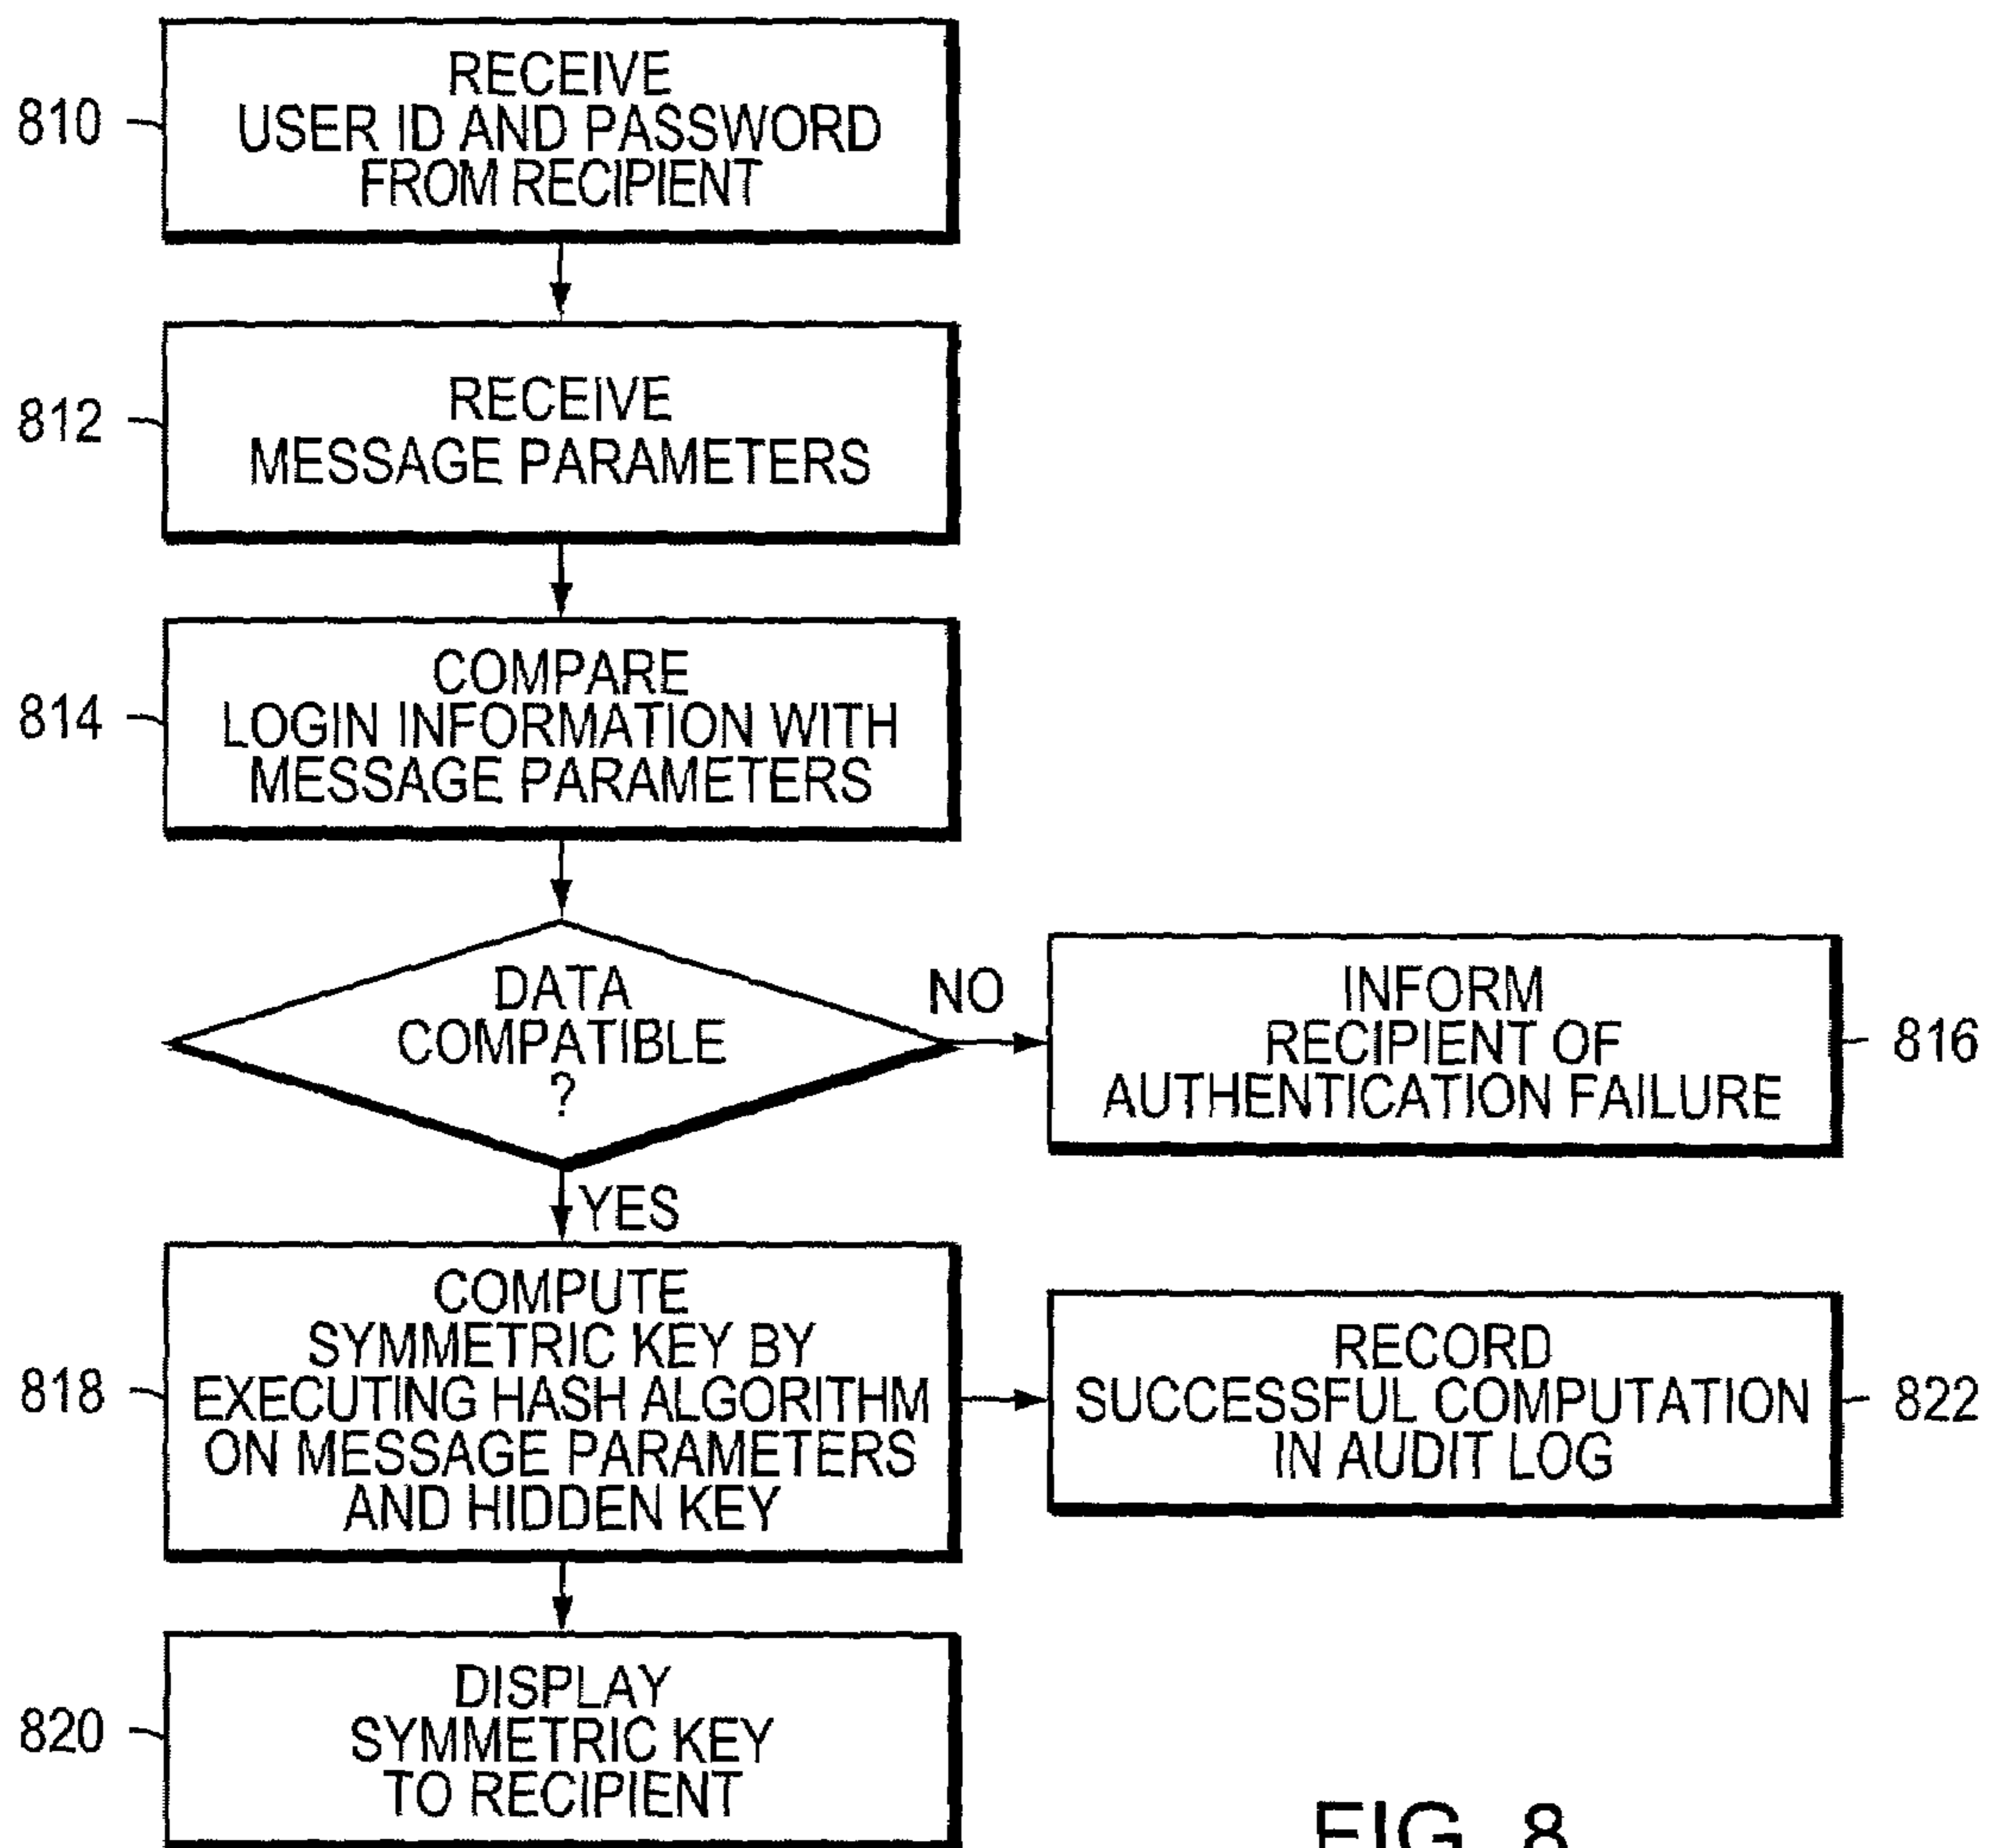 RECEIVE
USER ID AND PASSWORD
FROM RECIPIENT
810
RECEIVE
MESSAGE PARAMETERS
812
COMPARE
LOGIN INFORMATION WITH
MESSAGE PARAMETERS
814
DATA
COMPATIBLE
?
NO
INFORM
RECIPIENT OF
AUTHENTICATION FAILURE
816
YES
COMPUTE
SYMMETRIC KEY BY
EXECUTING HASH ALGORITHM
ON MESSAGE PARAMETERS
AND HIDDEN KEY
818
RECORD
SUCCESSFUL COMPUTATION
IN AUDIT LOG
822
DISPLAY
SYMMETRIC KEY
TO RECIPIENT
820
FIG. 8